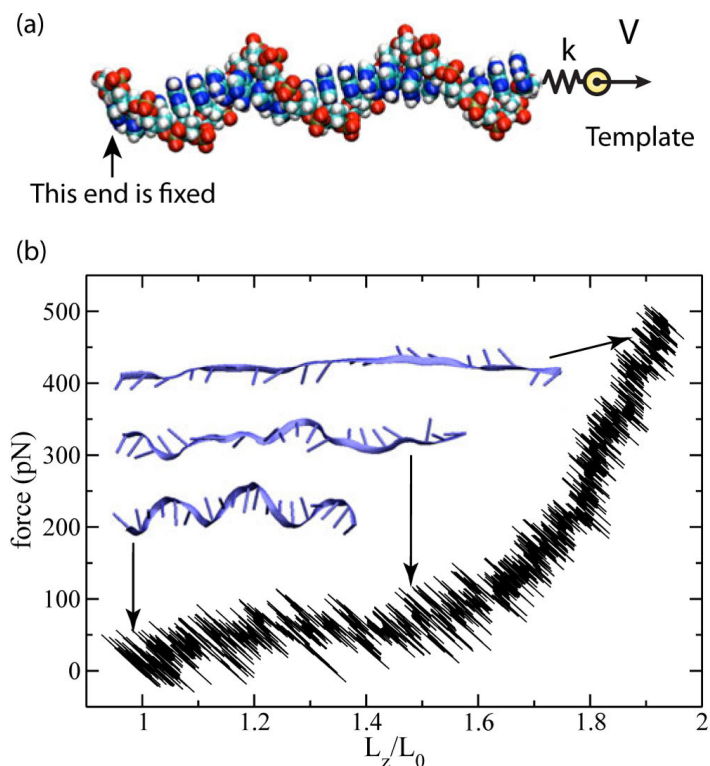 (a)
k
V
Template
This end is fixed
(b)
500
400
300
200
100
0
force (pN)
1
1.2
1.4
1.6
1.8
2
L_z/L_0